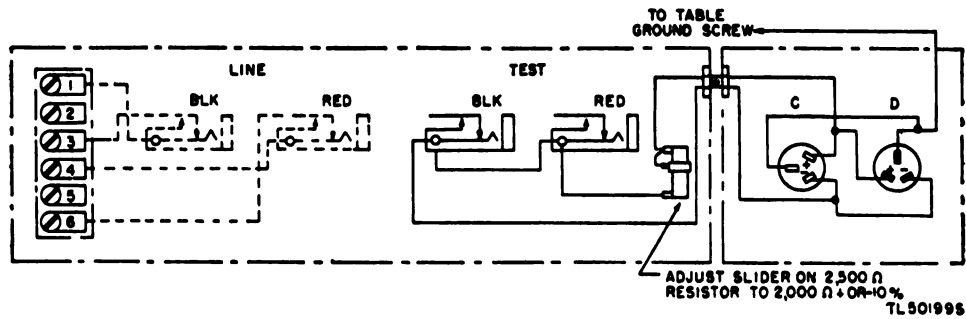 TO TABLE
GROUND SCREW
LINE
TEST
BLK
RED
BLK
RED
C
D
1
2
3
4
5
6
+
-
+
-
ADJUST SLIDER ON 2,500 Ω
RESISTOR TO 2,000 Ω + OR-10%
TL50199S